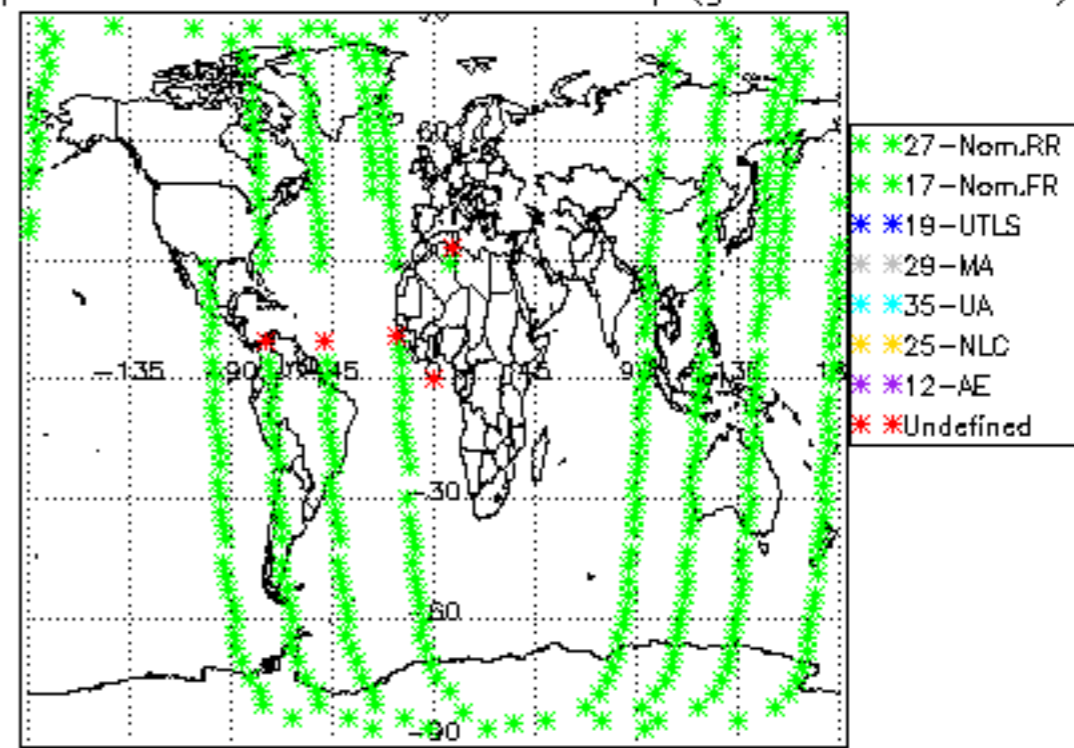 60
-135
-90
-45
45
90
135
-30
-60
-90
27-Nom.RR
17-Nom.FR
19-UTLS
29-MA
35-UA
25-NLC
12-AE
Undefined